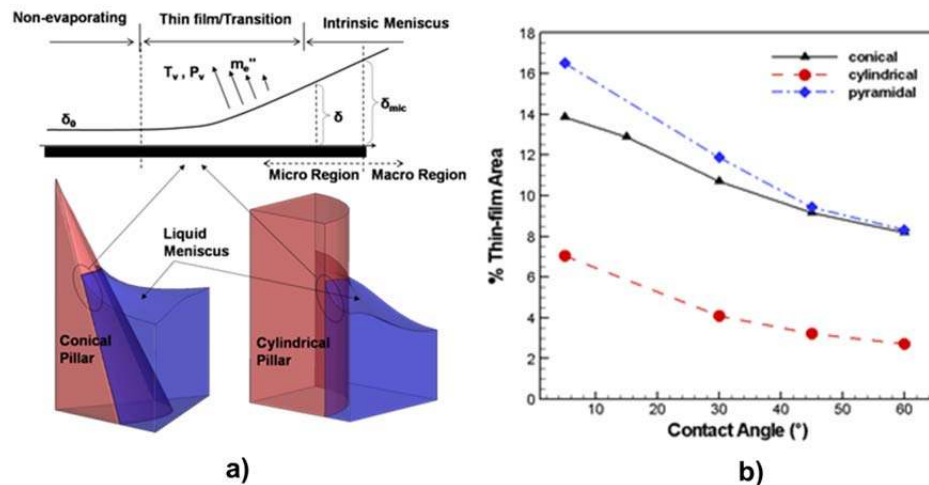 Non-evaporating
Thin film/Transition
Intrinsic Meniscus
Tv , Pv
me"
δ0
δ
δmic
Micro Region
Macro Region
Liquid
Meniscus
Conical
Pillar
Cylindrical
Pillar
a)
18
16
14
12
10
8
6
4
2
0
% Thin-film Area
conical
cylindrical
pyramidal
10
20
30
40
50
60
Contact Angle (°)
b)